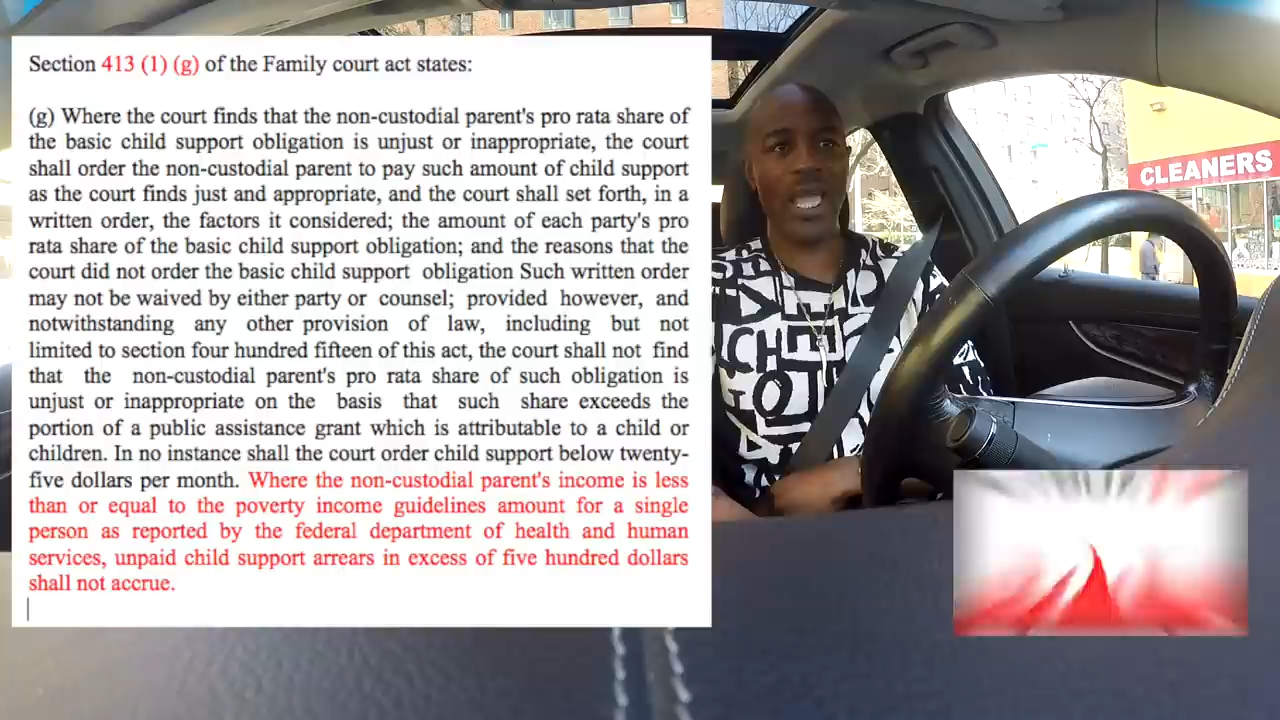 Section 413 (1) (g) of the Family court act states:
(g) Where the court finds that the non-custodial parent's pro rata share of
the basic child support obligation is unjust or inappropriate, the court
shall order the non-custodial parent to pay such amount of child support
as the court finds just and appropriate, and the court shall set forth, in a
written order, the factors it considered; the amount of each party's pro
rata share of the basic child support obligation; and the reasons that the
court did not order the basic child support obligation Such written order
may not be waived by either party or counsel; provided however, and
notwithstanding any other provision of law, including but not
limited to section four hundred fifteen of this act, the court shall not find
that the non-custodial parent's pro rata share of such obligation is
unjust or inappropriate on the basis that such share exceeds the
portion of a public assistance grant which is attributable to a child or
children. In no instance shall the court order child support below twenty-
five dollars per month. Where the non-custodial parent's income is less
than or equal to the poverty income guidelines amount for a single
person as reported by the federal department of health and human
services, unpaid child support arrears in excess of five hundred dollars
shall not accrue.
CLEANERS